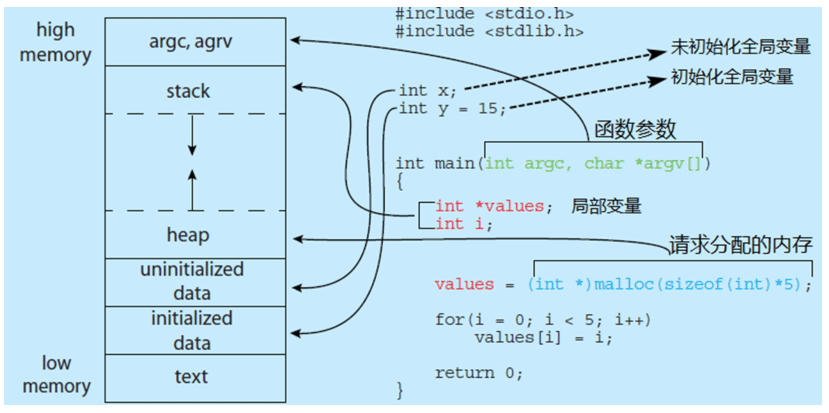 high
memory
argc, agrv
stack
heap
uninitialized
data
initialized
data
low
memory
text
#include <stdio.h>
#include <stdlib.h>
未初始化全局变量
int x;
初始化全局变量
int y = 15;
函数参数
int main(int argc, char *argv[])
{
int *values; 局部变量
int i;
请求分配的内存
values = (int *)malloc(sizeof(int)*5);
for(i = 0; i < 5; i++)
values[i] = i;
return 0;
}